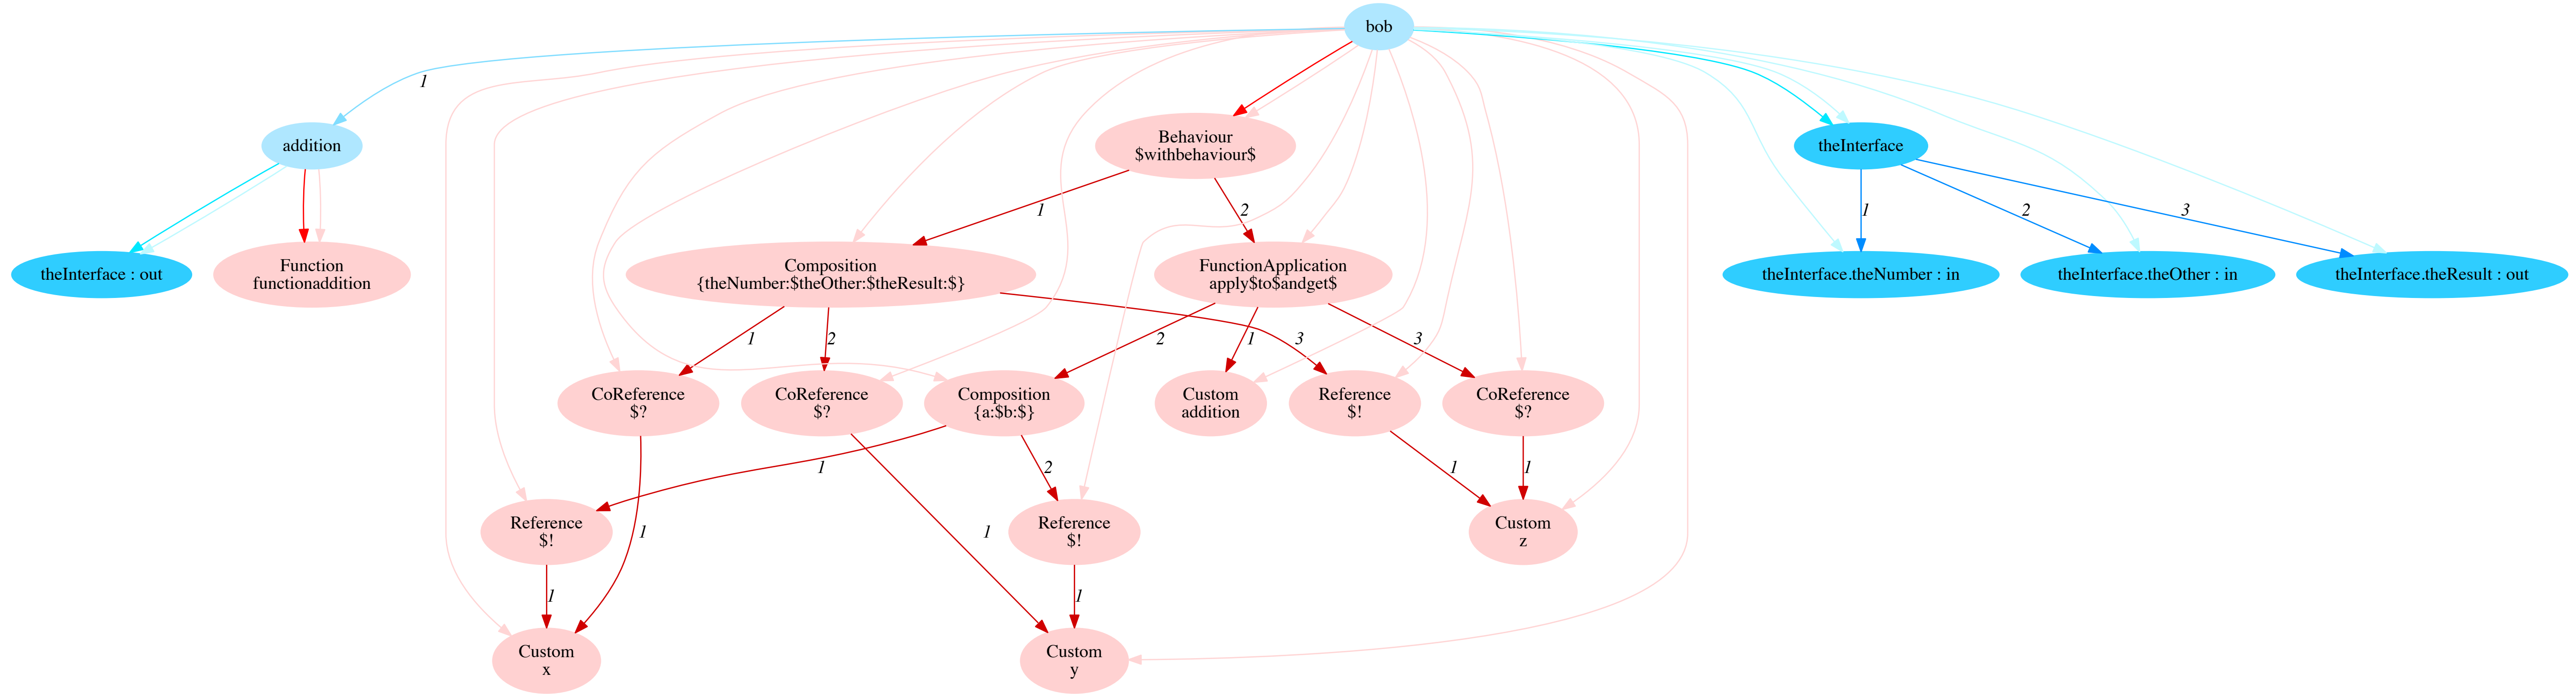 bob
1
addition
Behaviour
$withbehaviour$
theInterface
1
2
1
2
3
theInterface : out
Function
functionaddition
Composition
{theNumber:$theOther:$theResult:$}
FunctionApplication
apply$to$andget$
theInterface.theNumber : in
theInterface.theOther : in
theInterface.theResult : out
1
2
2
1
3
3
CoReference
$?
CoReference
$?
Composition
{a:$b:$}
Custom
addition
Reference
$!
CoReference
$?
1
2
1
1
Reference
$!
1
1
Reference
$!
Custom
z
1
1
Custom
x
Custom
y